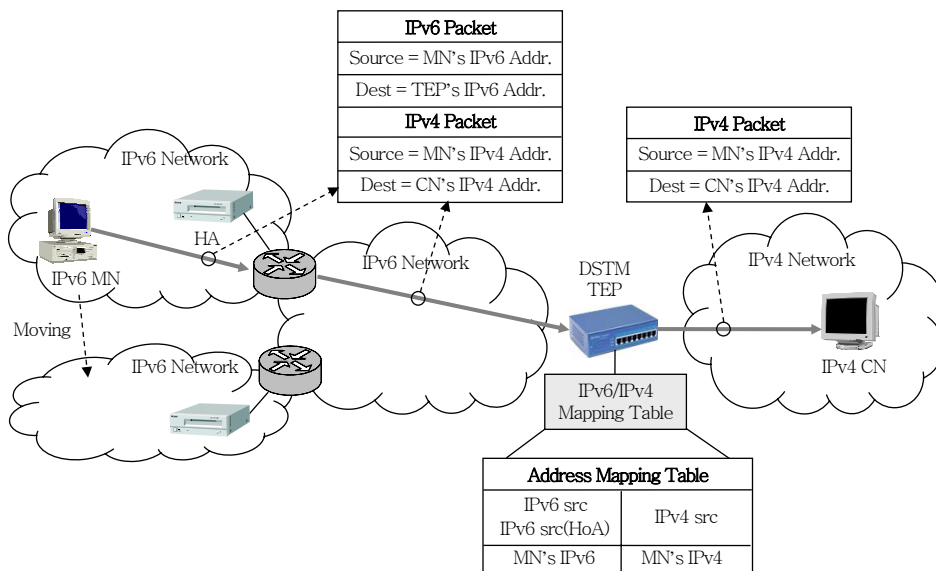 IPv6 Packet
Source = MN's IPv6 Addr.
Dest = TEP's IPv6 Addr.
IPv4 Packet
Source = MN's IPv4 Addr.
Dest = CN's IPv4 Addr.
IPv4 Packet
Source = MN's IPv4 Addr.
Dest = CN's IPv4 Addr.
IPv6 Network
HA
IPv6 MN
IPv6 Network
DSTM
TEP
IPv4 Network
IPv4 CN
Moving
IPv6 Network
IPv6/IPv4
Mapping Table
Address Mapping Table
IPv6 src
IPv6 src(HoA)
IPv4 src
MN's IPv6
MN's IPv4